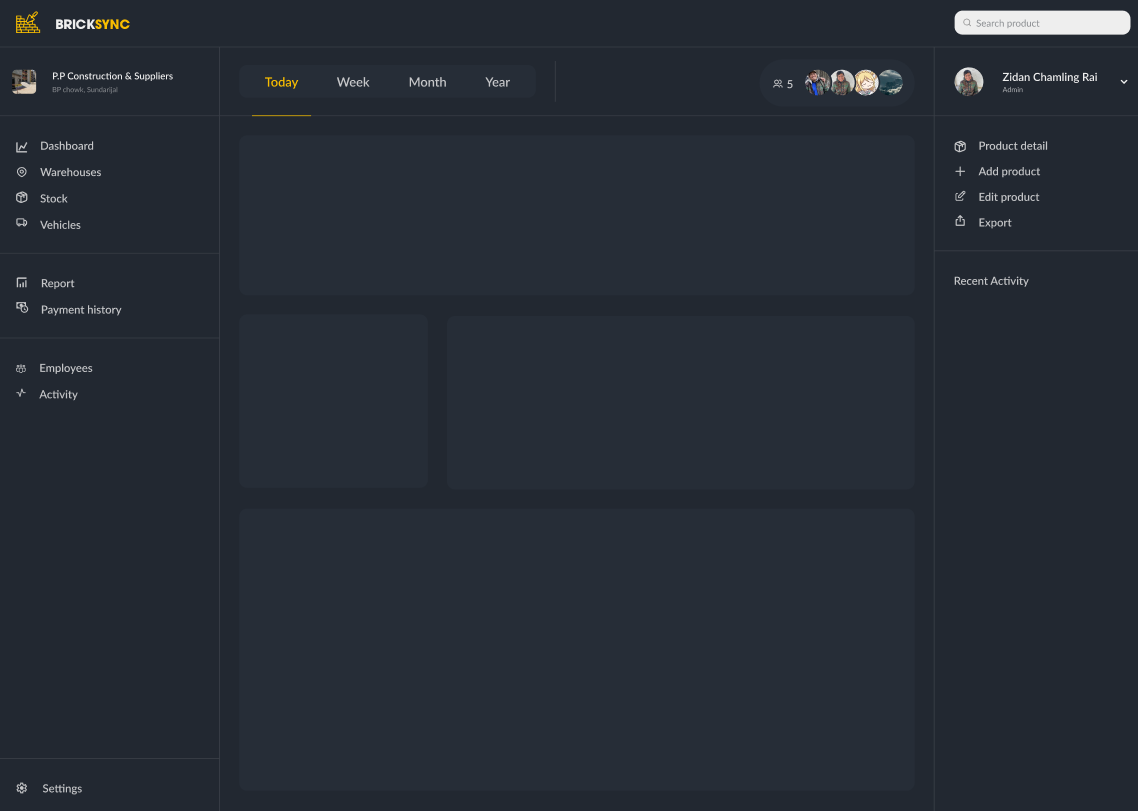 BRICKSYNC
Search product
P.P Construction & Suppliers
BP chowk, Sundarijal
Today Week Month Year
5
Zidan Chamling Rai
Admin
Dashboard
Warehouses
Stock
Vehicles
Report
Payment history
Employees
Activity
Settings
Product detail
Add product
Edit product
Export
Recent Activity